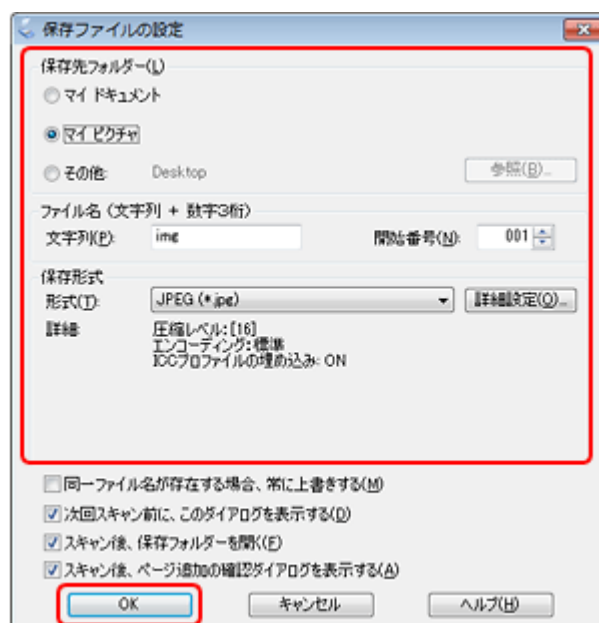 保存ファイルの設定
保存先フォルダー(L)
マイ ドキュメント
マイ ピクチャ
その他: Desktop 参照(B)...
ファイル名 (文字列 + 数字3桁)
文字列(P): img 開始番号(N): 001
保存形式
形式(T): JPEG (*.jpg) 詳細設定(O)...
詳細: 圧縮レベル:[16]
エンコーディング:標準
ICCプロファイルの埋め込み: ON
同一ファイル名が存在する場合、常に上書きする(M)
次回スキャン前に、このダイアログを表示する(D)
スキャン後、保存フォルダーを開く(F)
スキャン後、ページ追加の確認ダイアログを表示する(A)
OK キャンセル ヘルプ(H)